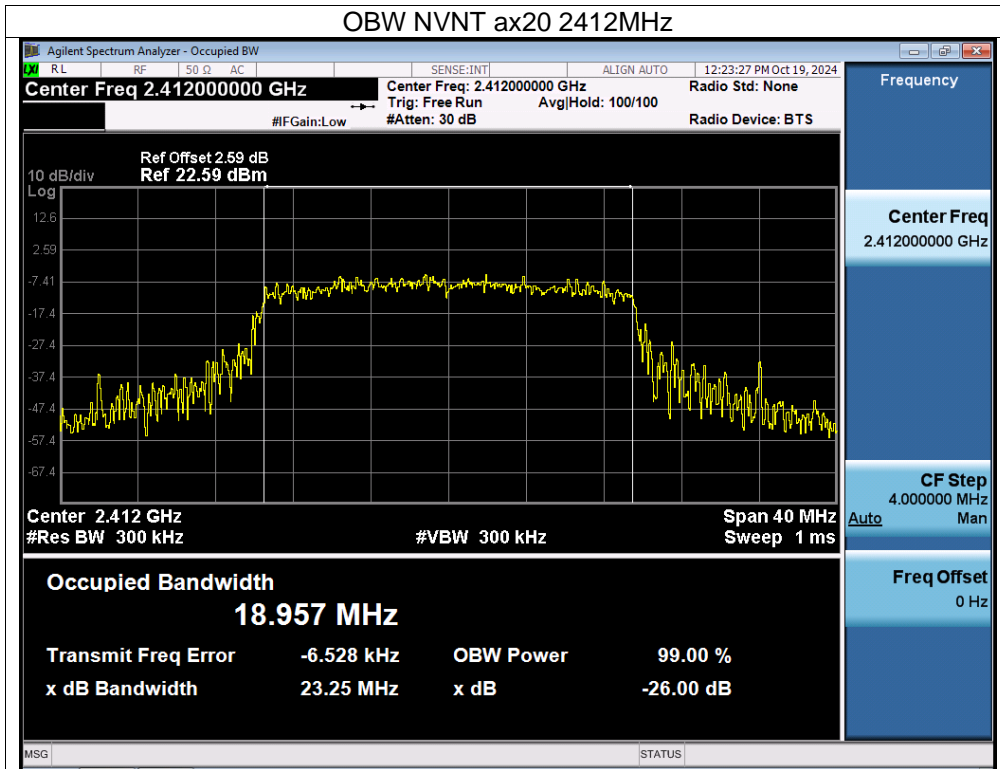 OBW NVNT ax20 2412MHz
Agilent Spectrum Analyzer - Occupied BW
LXI RL RF 50 Ω AC SENSE:INT ALIGN AUTO 12:23:27 PM Oct 19, 2024
Center Freq 2.412000000 GHz
Center Freq: 2.412000000 GHz Radio Std: None
Trig: Free Run Avg|Hold: 100/100
#IFGain:Low #Atten: 30 dB Radio Device: BTS
Frequency
Ref Offset 2.59 dB
10 dB/div Ref 22.59 dBm
Log
12.6
2.59
-7.41
-17.4
-27.4
-37.4
-47.4
-57.4
-67.4
Center 2.412 GHz Span 40 MHz
#Res BW 300 kHz #VBW 300 kHz Sweep 1 ms
Center Freq
2.412000000 GHz
CF Step
4.000000 MHz
Auto Man
Freq Offset
0 Hz
Occupied Bandwidth
18.957 MHz
Transmit Freq Error -6.528 kHz OBW Power 99.00 %
x dB Bandwidth 23.25 MHz x dB -26.00 dB
MSG STATUS